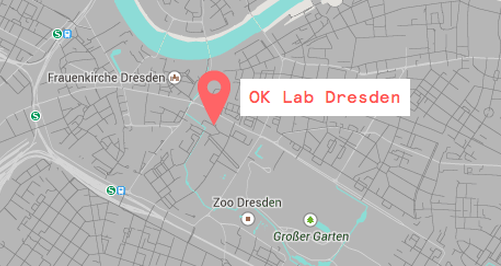 S
Frauenkirche Dresden
OK Lab Dresden
S
S
Zoo Dresden
Großer Garten